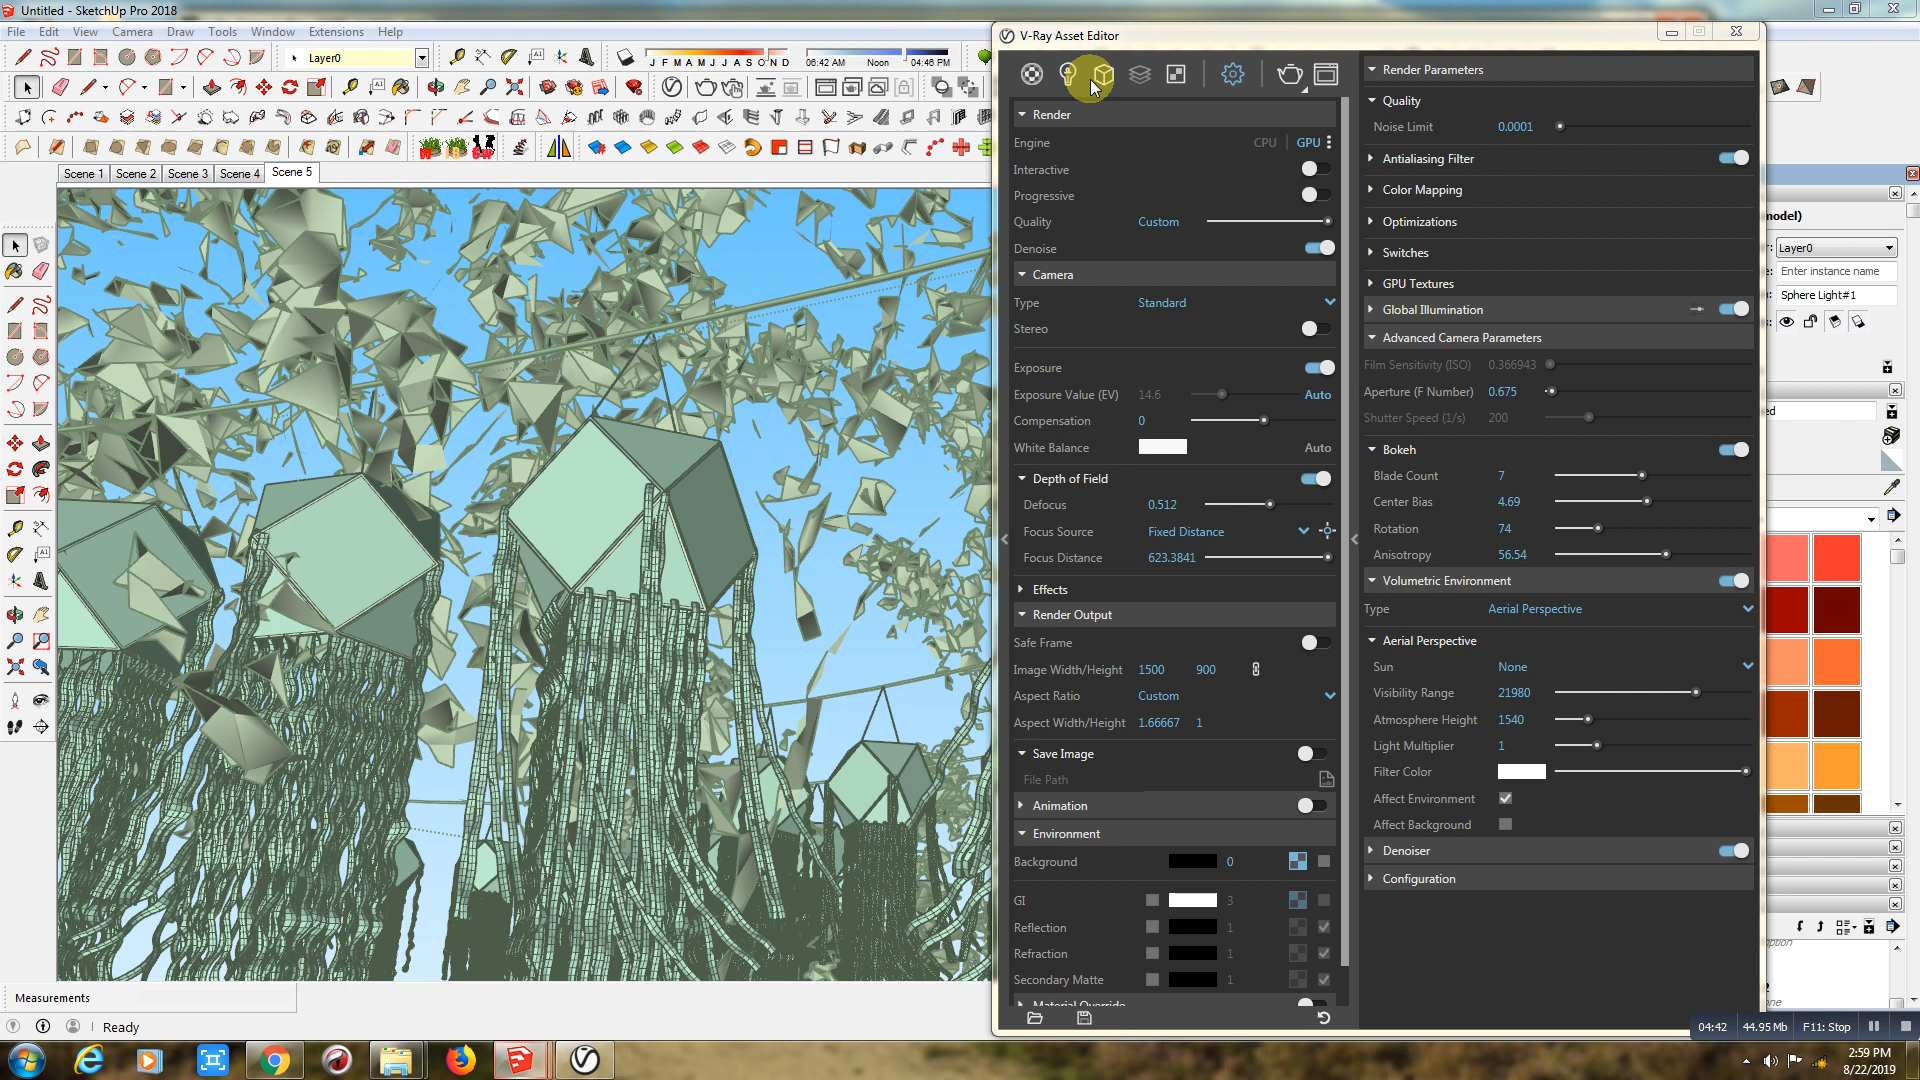 Untitled - SketchUp Pro 2018
File Edit View Camera Draw Tools Window Extensions Help
Layer0
J F M A M J J A S O N D
06:42 AM Noon 04:46 PM
Scene 1 Scene 2 Scene 3 Scene 4 Scene 5
V-Ray Asset Editor
Render
Engine CPU GPU
Interactive
Progressive
Quality Custom
Denoise
Camera
Type Standard
Stereo
Exposure
Exposure Value (EV) 14.6 Auto
Compensation 0
White Balance Auto
Depth of Field
Defocus 0.512
Focus Source Fixed Distance
Focus Distance 623.3841
Effects
Render Output
Safe Frame
Image Width/Height 1500 900
Aspect Ratio Custom
Aspect Width/Height 1.66667 1
Save Image
File Path
Animation
Environment
Background 0
GI 3
Reflection 1
Refraction 1
Secondary Matte 1
Material Override
Render Parameters
Quality
Noise Limit 0.0001
Antialiasing Filter
Color Mapping
Optimizations
Switches
GPU Textures
Global Illumination
Advanced Camera Parameters
Film Sensitivity (ISO) 0.366943
Aperture (F Number) 0.675
Shutter Speed (1/s) 200
Bokeh
Blade Count 7
Center Bias 4.69
Rotation 74
Anisotropy 56.54
Volumetric Environment
Type Aerial Perspective
Aerial Perspective
Sun None
Visibility Range 21980
Atmosphere Height 1540
Light Multiplier 1
Filter Color
Affect Environment
Affect Background
Denoiser
Configuration
model)
Layer0
Enter instance name
Sphere Light#1
ed
Measurements
Ready
04:42 44.95 Mb F11: Stop
2:59 PM
8/22/2019